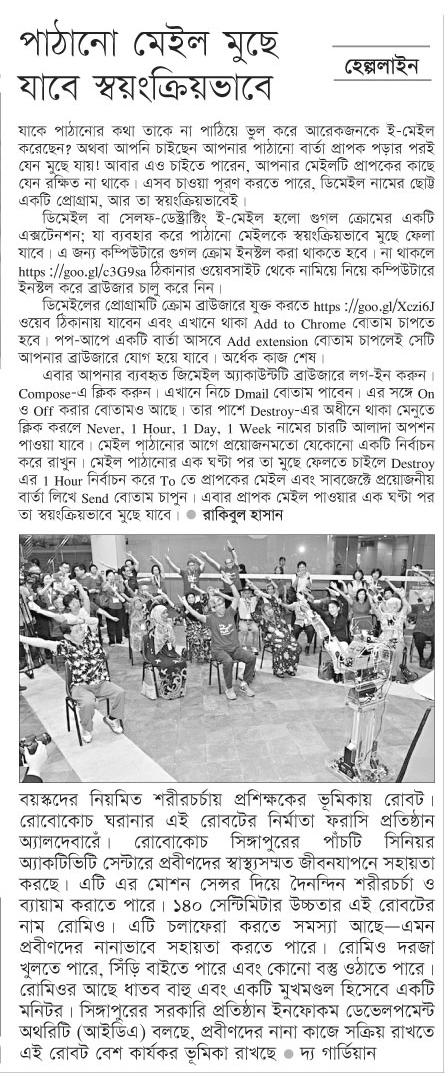 পাঠানো মেইল মুছে
যাবে স্বয়ংক্রিয়ভাবে
হেল্পলাইন
যাকে পাঠানোর কথা তাকে না পাঠিয়ে ভুল করে আরেকজনকে ই-মেইল
করেছেন? অথবা আপনি চাইছেন আপনার পাঠানো বার্তা প্রাপক পড়ার পরই
যেন মুছে যায়! আবার এও চাইতে পারেন, আপনার মেইলটি প্রাপকের কাছে
যেন রক্ষিত না থাকে। এসব চাওয়া পূরণ করতে পারে, ডিমেইল নামের ছোট্ট
একটি প্রোগ্রাম, আর তা স্বয়ংক্রিয়ভাবেই।
ডিমেইল বা সেলফ-ডেস্ট্রাক্টিং ই-মেইল হলো গুগল ক্রোমের একটি
এক্সটেনশন; যা ব্যবহার করে পাঠানো মেইলকে স্বয়ংক্রিয়ভাবে মুছে ফেলা
যাবে। এ জন্য কম্পিউটারে গুগল ক্রোম ইনস্টল করা থাকতে হবে। না থাকলে
https://goo.gl/c3G9sa ঠিকানার ওয়েবসাইট থেকে নামিয়ে নিয়ে কম্পিউটারে
ইনস্টল করে ব্রাউজার চালু করে নিন।
ডিমেইলের প্রোগ্রামটি ক্রোম ব্রাউজারে যুক্ত করতে https://goo.gl/Xczi6J
ওয়েব ঠিকানায় যাবেন এবং এখানে থাকা Add to Chrome বোতাম চাপতে
হবে। পপ-আপে একটি বার্তা আসবে Add extension বোতাম চাপলেই সেটি
আপনার ব্রাউজারে যোগ হয়ে যাবে। অর্ধেক কাজ শেষ।
এবার আপনার ব্যবহৃত জিমেইল অ্যাকাউন্টটি ব্রাউজারে লগ-ইন করুন।
Compose-এ ক্লিক করুন। এখানে নিচে Dmail বোতাম পাবেন। এর সঙ্গে On
ও Off করার বোতামও আছে। তার পাশে Destroy-এর অধীনে থাকা মেনুতে
ক্লিক করলে Never, 1 Hour, 1 Day, 1 Week নামের চারটি আলাদা অপশন
পাওয়া যাবে। মেইল পাঠানোর আগে প্রয়োজনমতো যেকোনো একটি নির্বাচন
করে রাখুন। মেইল পাঠানোর এক ঘণ্টা পর তা মুছে ফেলতে চাইলে Destroy
এর 1 Hour নির্বাচন করে To তে প্রাপকের মেইল এবং সাবজেক্টে প্রয়োজনীয়
বার্তা লিখে Send বোতাম চাপুন। এবার প্রাপক মেইল পাওয়ার এক ঘণ্টা পর
তা স্বয়ংক্রিয়ভাবে মুছে যাবে। ● রাকিবুল হাসান
বয়স্কদের নিয়মিত শরীরচর্চায় প্রশিক্ষকের ভূমিকায় রোবট।
রোবোকোচ ঘরানার এই রোবটের নির্মাতা ফরাসি প্রতিষ্ঠান
অ্যালদেবারেঁ। রোবোকোচ সিঙ্গাপুরের পাঁচটি সিনিয়র
অ্যাকটিভিটি সেন্টারে প্রবীণদের স্বাস্থ্যসম্মত জীবনযাপনে সহায়তা
করছে। এটি এর মোশন সেন্সর দিয়ে দৈনন্দিন শরীরচর্চা ও
ব্যায়াম করাতে পারে। ১৪০ সেন্টিমিটার উচ্চতার এই রোবটের
নাম রোমিও। এটি চলাফেরা করতে সমস্যা আছে—এমন
প্রবীণদের নানাভাবে সহায়তা করতে পারে। রোমিও দরজা
খুলতে পারে, সিঁড়ি বাইতে পারে এবং কোনো বস্তু ওঠাতে পারে।
রোমিওর আছে ধাতব বাহু এবং একটি মুখমণ্ডল হিসেবে একটি
মনিটর। সিঙ্গাপুরের সরকারি প্রতিষ্ঠান ইনফোকম ডেভেলপমেন্ট
অথরিটি (আইডিএ) বলছে, প্রবীণদের নানা কাজে সক্রিয় রাখতে
এই রোবট বেশ কার্যকর ভূমিকা রাখছে ● দ্য গার্ডিয়ান